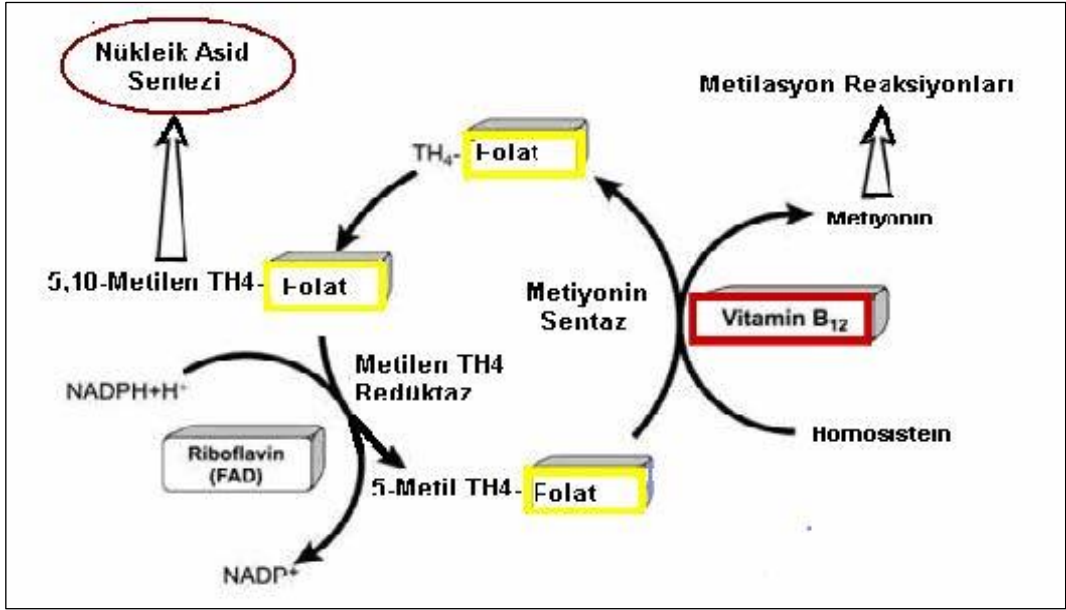 Nükleik Asid
Sentezi
Metilasyon Reaksiyonları
TH₄- Folat
Metiyonin
5,10-Metilen TH4- Folat
Metiyonin
Sentaz
Vitamin B₁₂
Metilen TH4
Redüktaz
NADPH+H⁺
Homosistein
Riboflavin
(FAD)
5-Metil TH4- Folat
NADP⁺